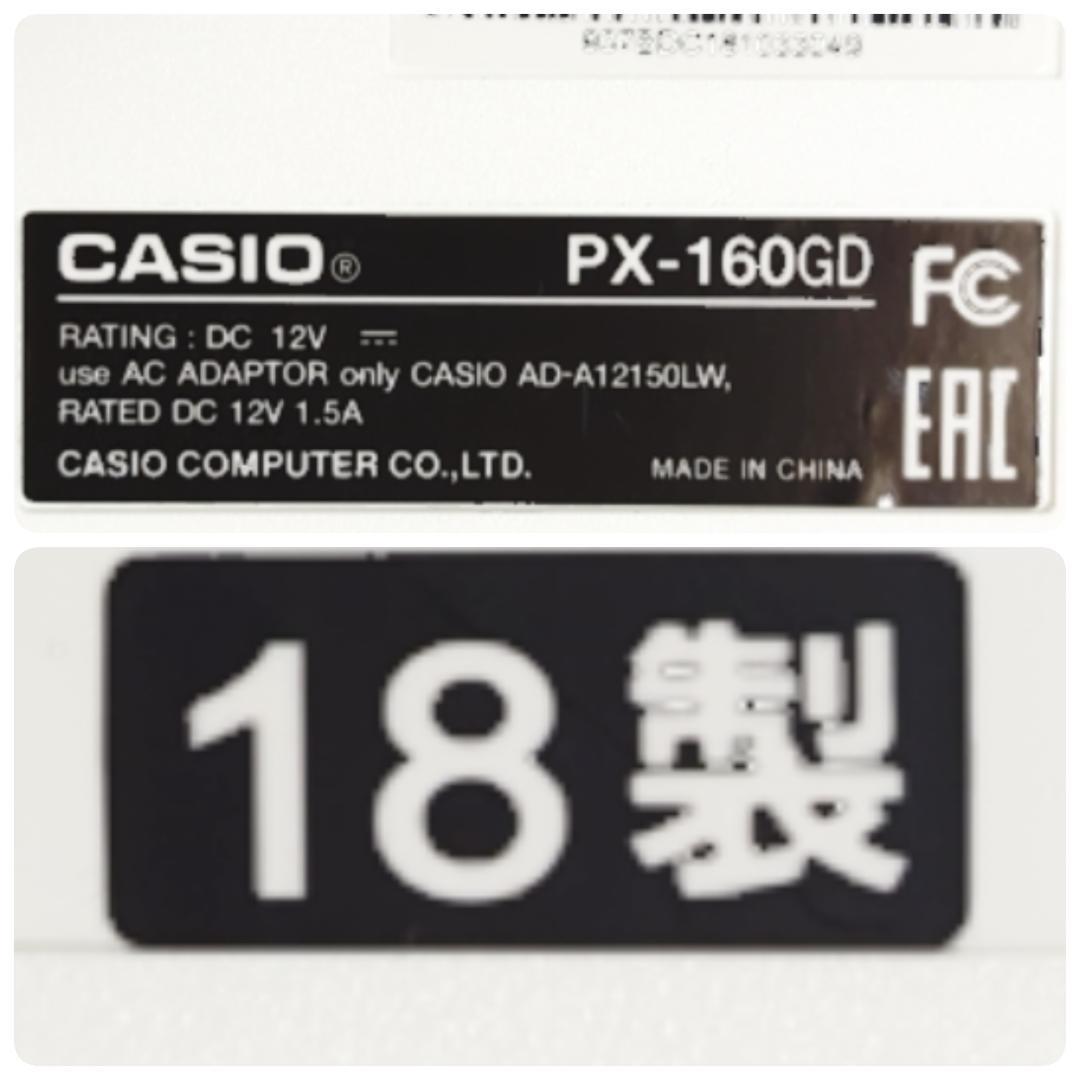 CASIO® PX-160GD
FC
RATING : DC 12V ⎓
use AC ADAPTOR only CASIO AD-A12150LW,
RATED DC 12V 1.5A
EAC
CASIO COMPUTER CO.,LTD. MADE IN CHINA
18製